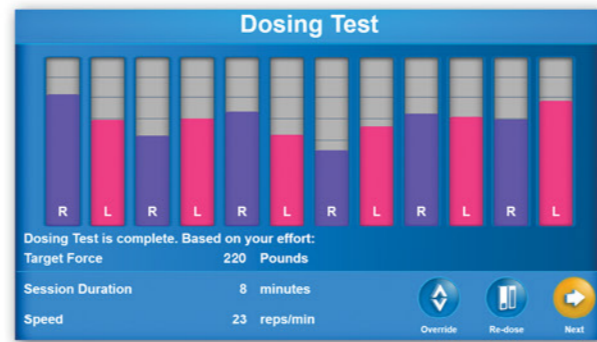 Dosing Test
R L R L R L R L R L R L
Dosing Test is complete. Based on your effort:
Target Force 220 Pounds
Session Duration 8 minutes
Speed 23 reps/min
Override Re-dose Next